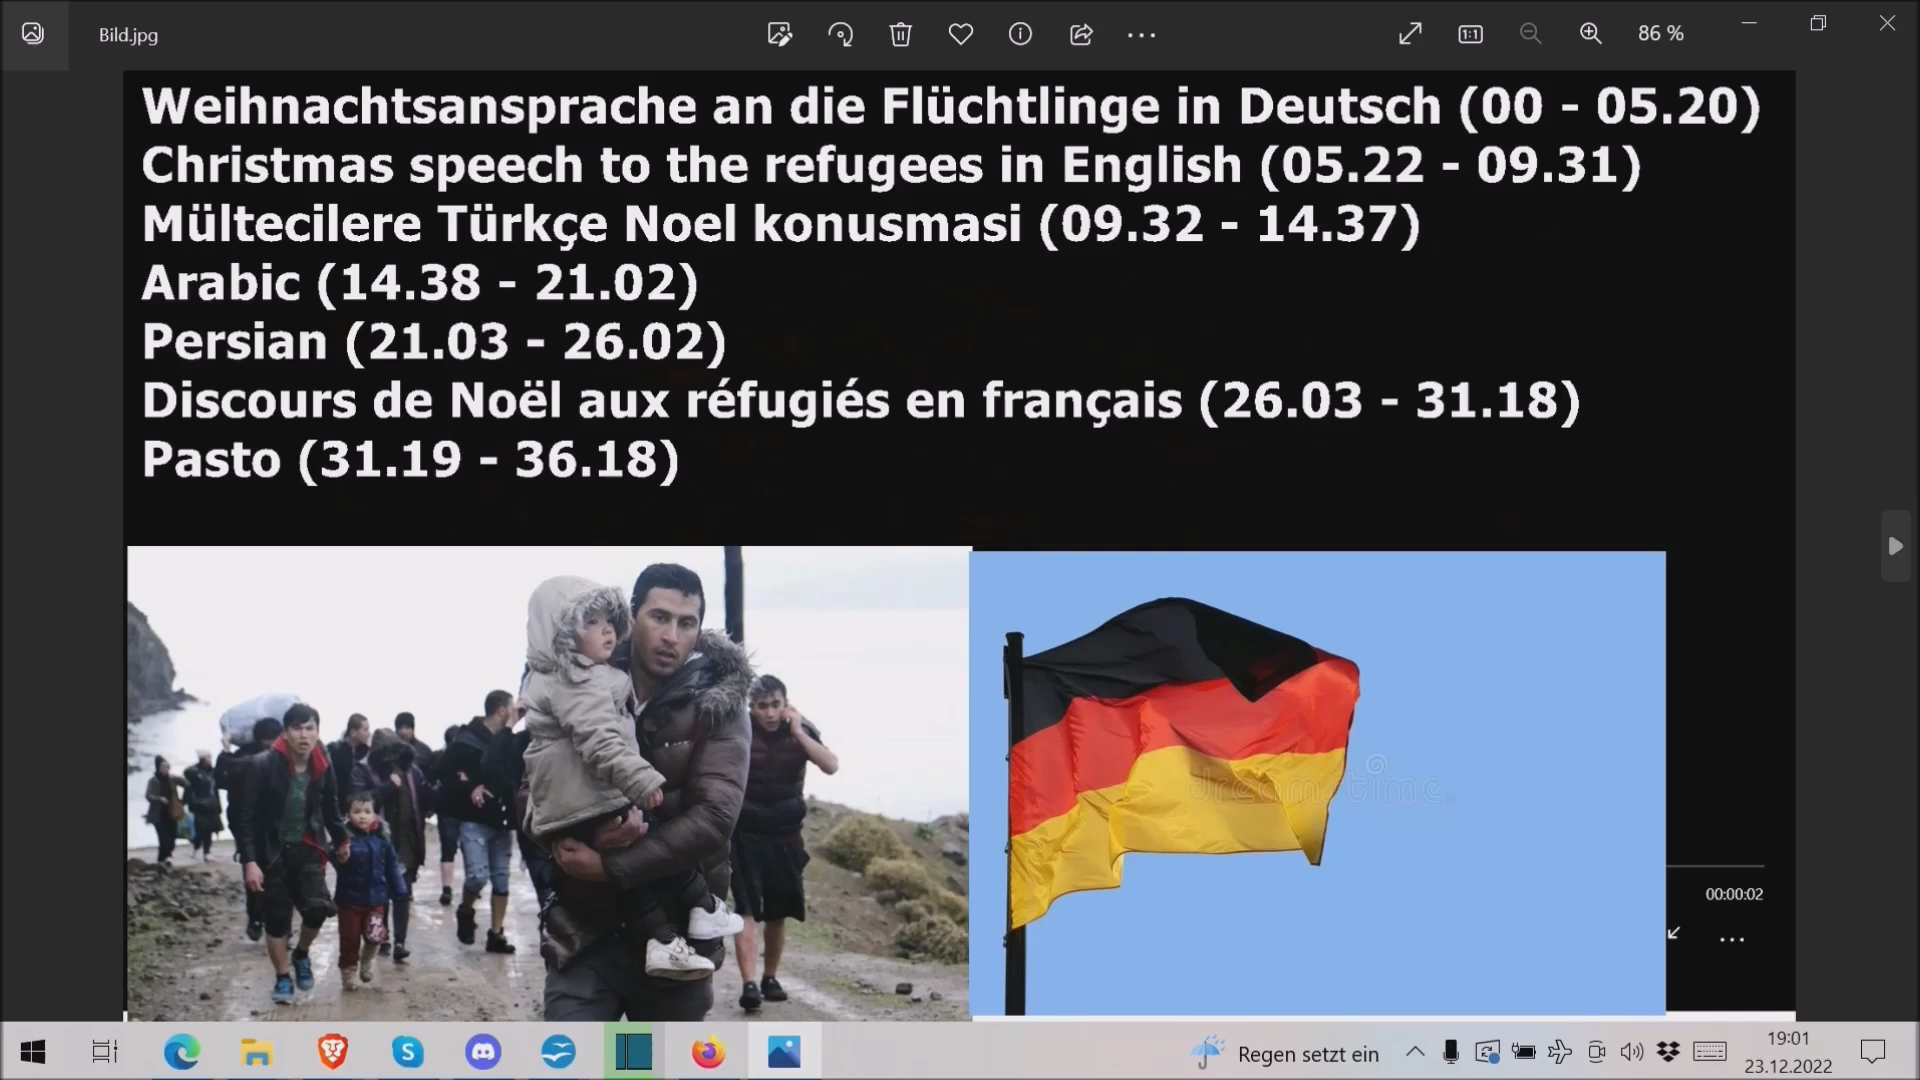 Bild.jpg
86 %
Weihnachtsansprache an die Flüchtlinge in Deutsch (00 - 05.20)
Christmas speech to the refugees in English (05.22 - 09.31)
Mültecilere Türkçe Noel konusmasi (09.32 - 14.37)
Arabic (14.38 - 21.02)
Persian (21.03 - 26.02)
Discours de Noël aux réfugiés en français (26.03 - 31.18)
Pasto (31.19 - 36.18)
dreamstime.
00:00:02
Regen setzt ein
19:01
23.12.2022